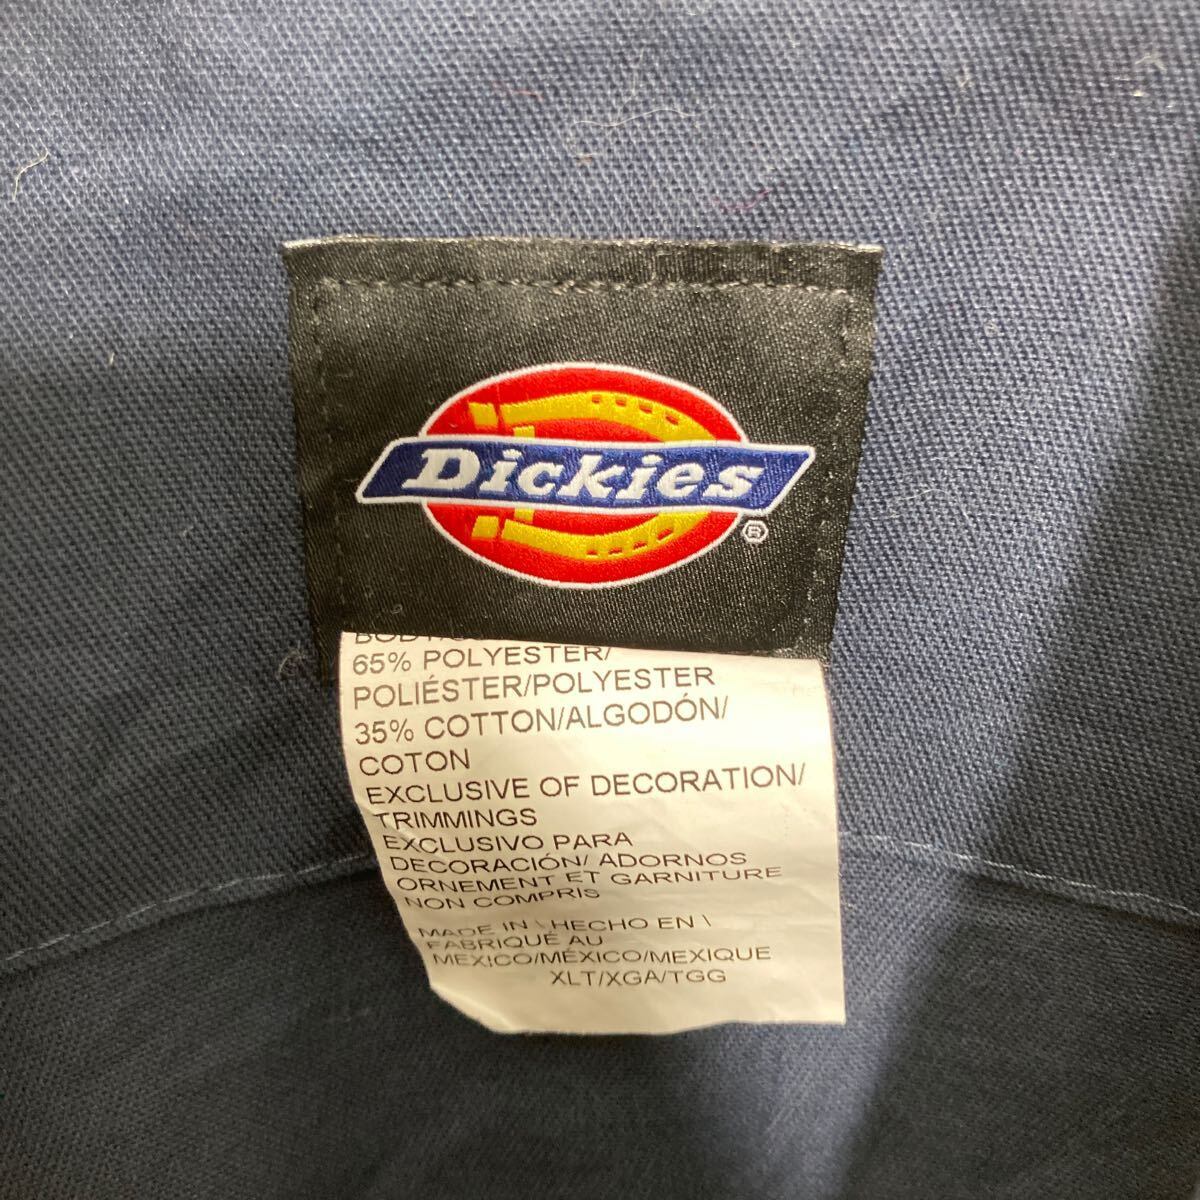 Dickies
®
65% POLYESTER/
POLIÉSTER/POLYESTER
35% COTTON/ALGODÓN/
COTON
EXCLUSIVE OF DECORATION/
TRIMMINGS
EXCLUSIVO PARA
DECORACIÓN/ ADORNOS
ORNEMENT ET GARNITURE
NON COMPRIS
MADE IN \ HECHO EN \
FABRIQUÉ AU
MEXICO/MÉXICO/MEXIQUE
XLT/XGA/TGG